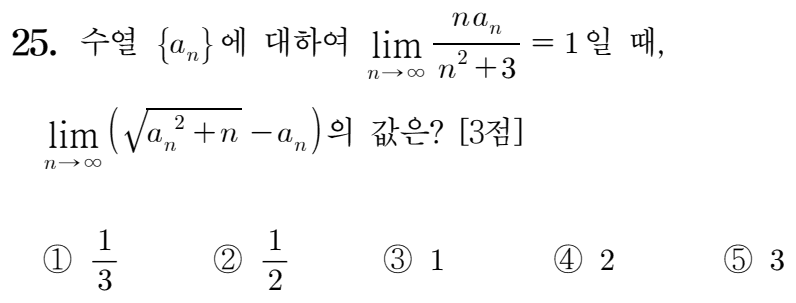 25. 수열 {aₙ}에 대하여 lim_{n→∞} naₙ/(n²+3) = 1일 때,
lim_{n→∞} (√(aₙ²+n) − aₙ)의 값은? [3점]
① 1/3 ② 1/2 ③ 1 ④ 2 ⑤ 3